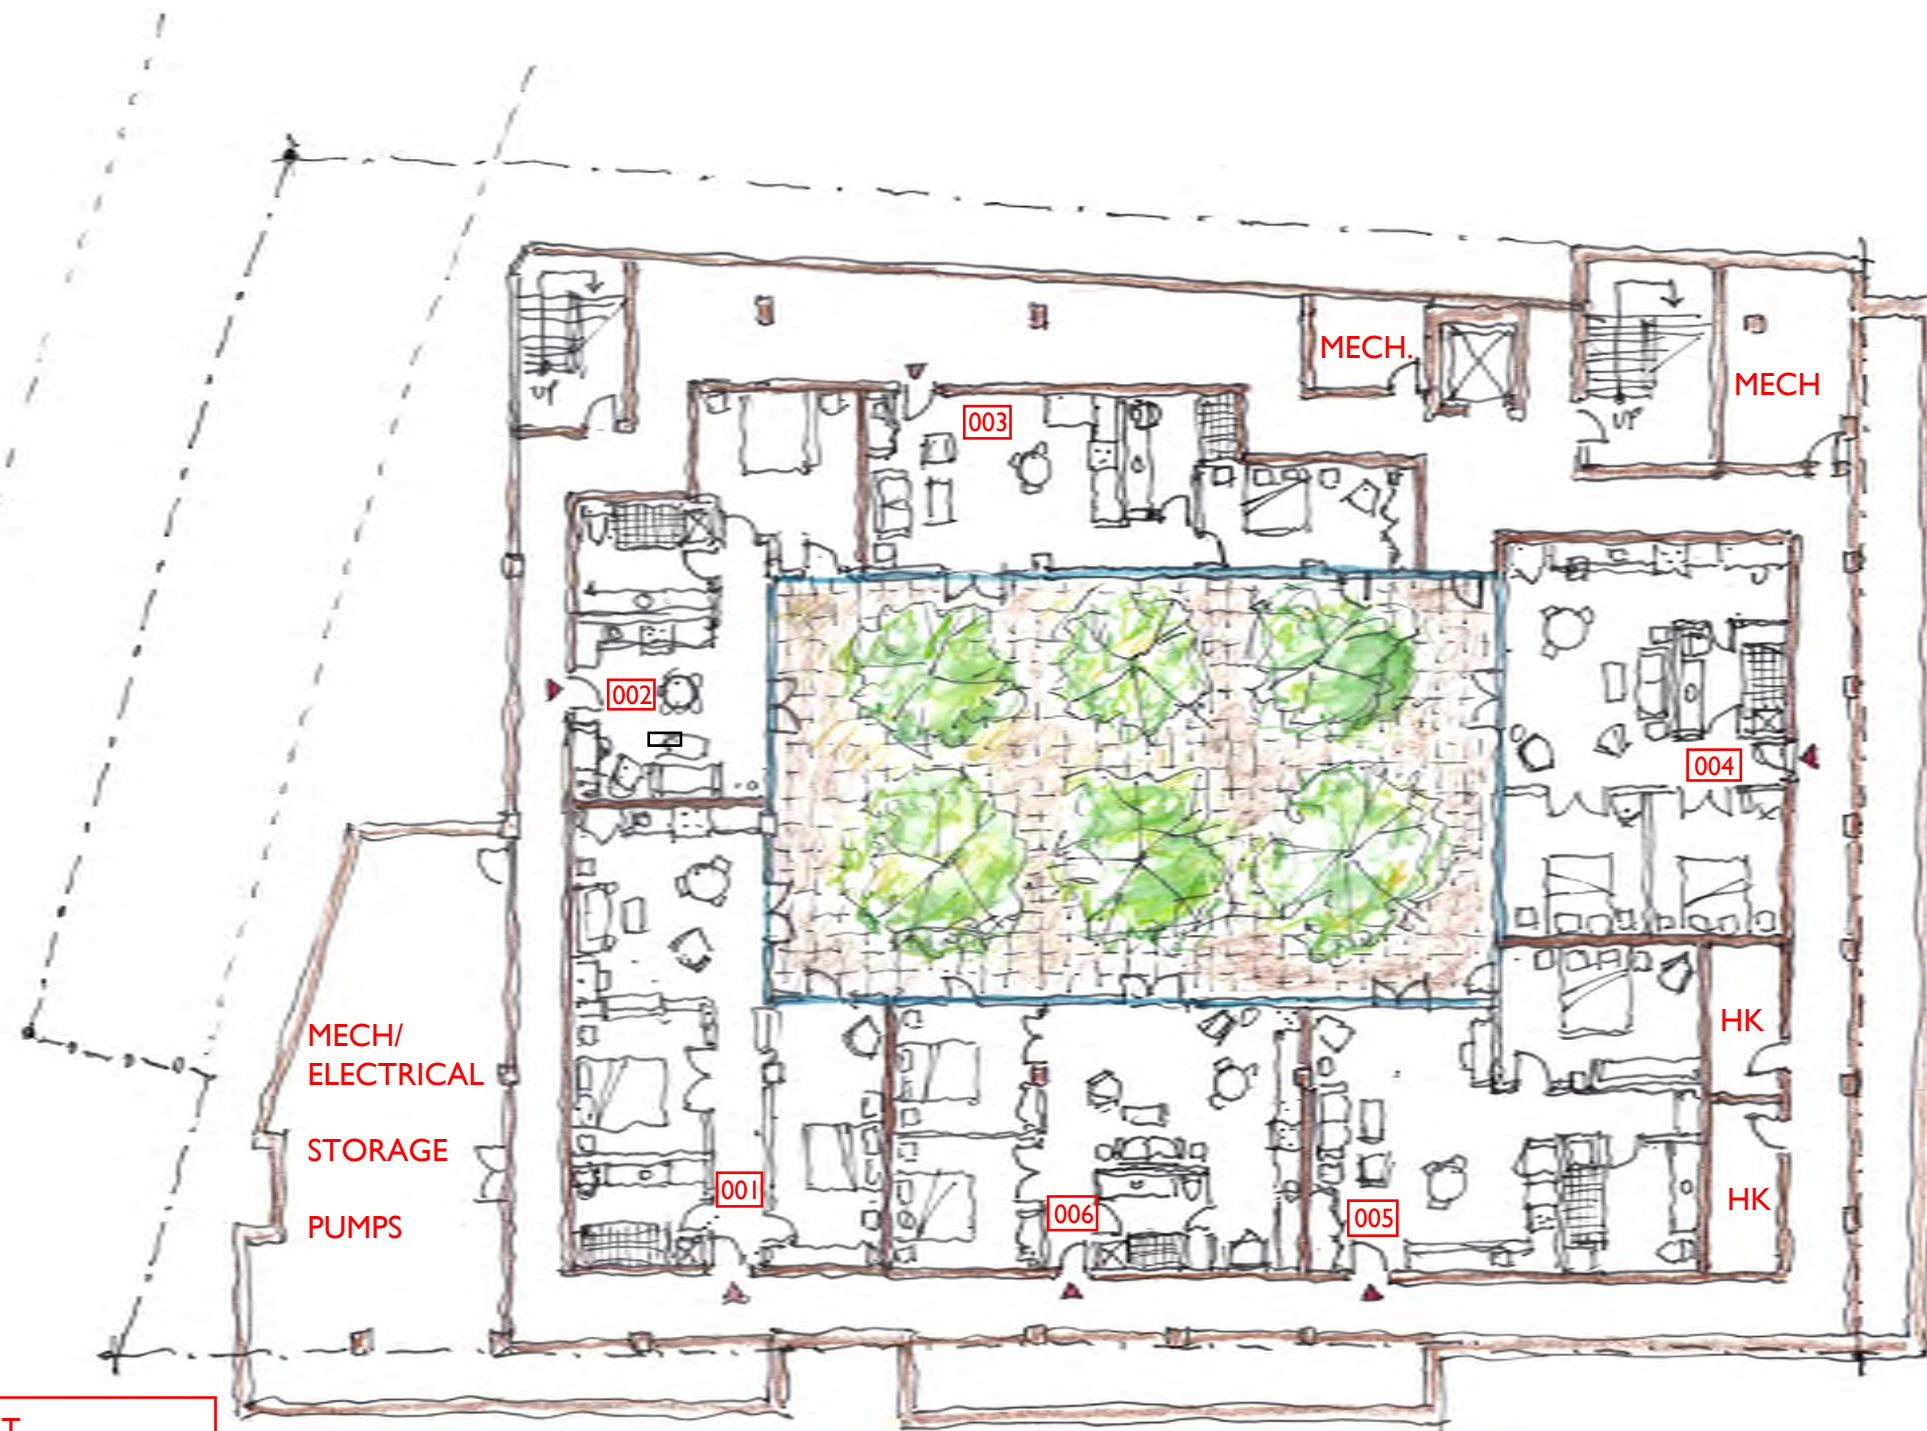 MECH.
MECH
UP
UP
003
002
004
MECH/
ELECTRICAL
STORAGE
PUMPS
HK
HK
001
006
005
T